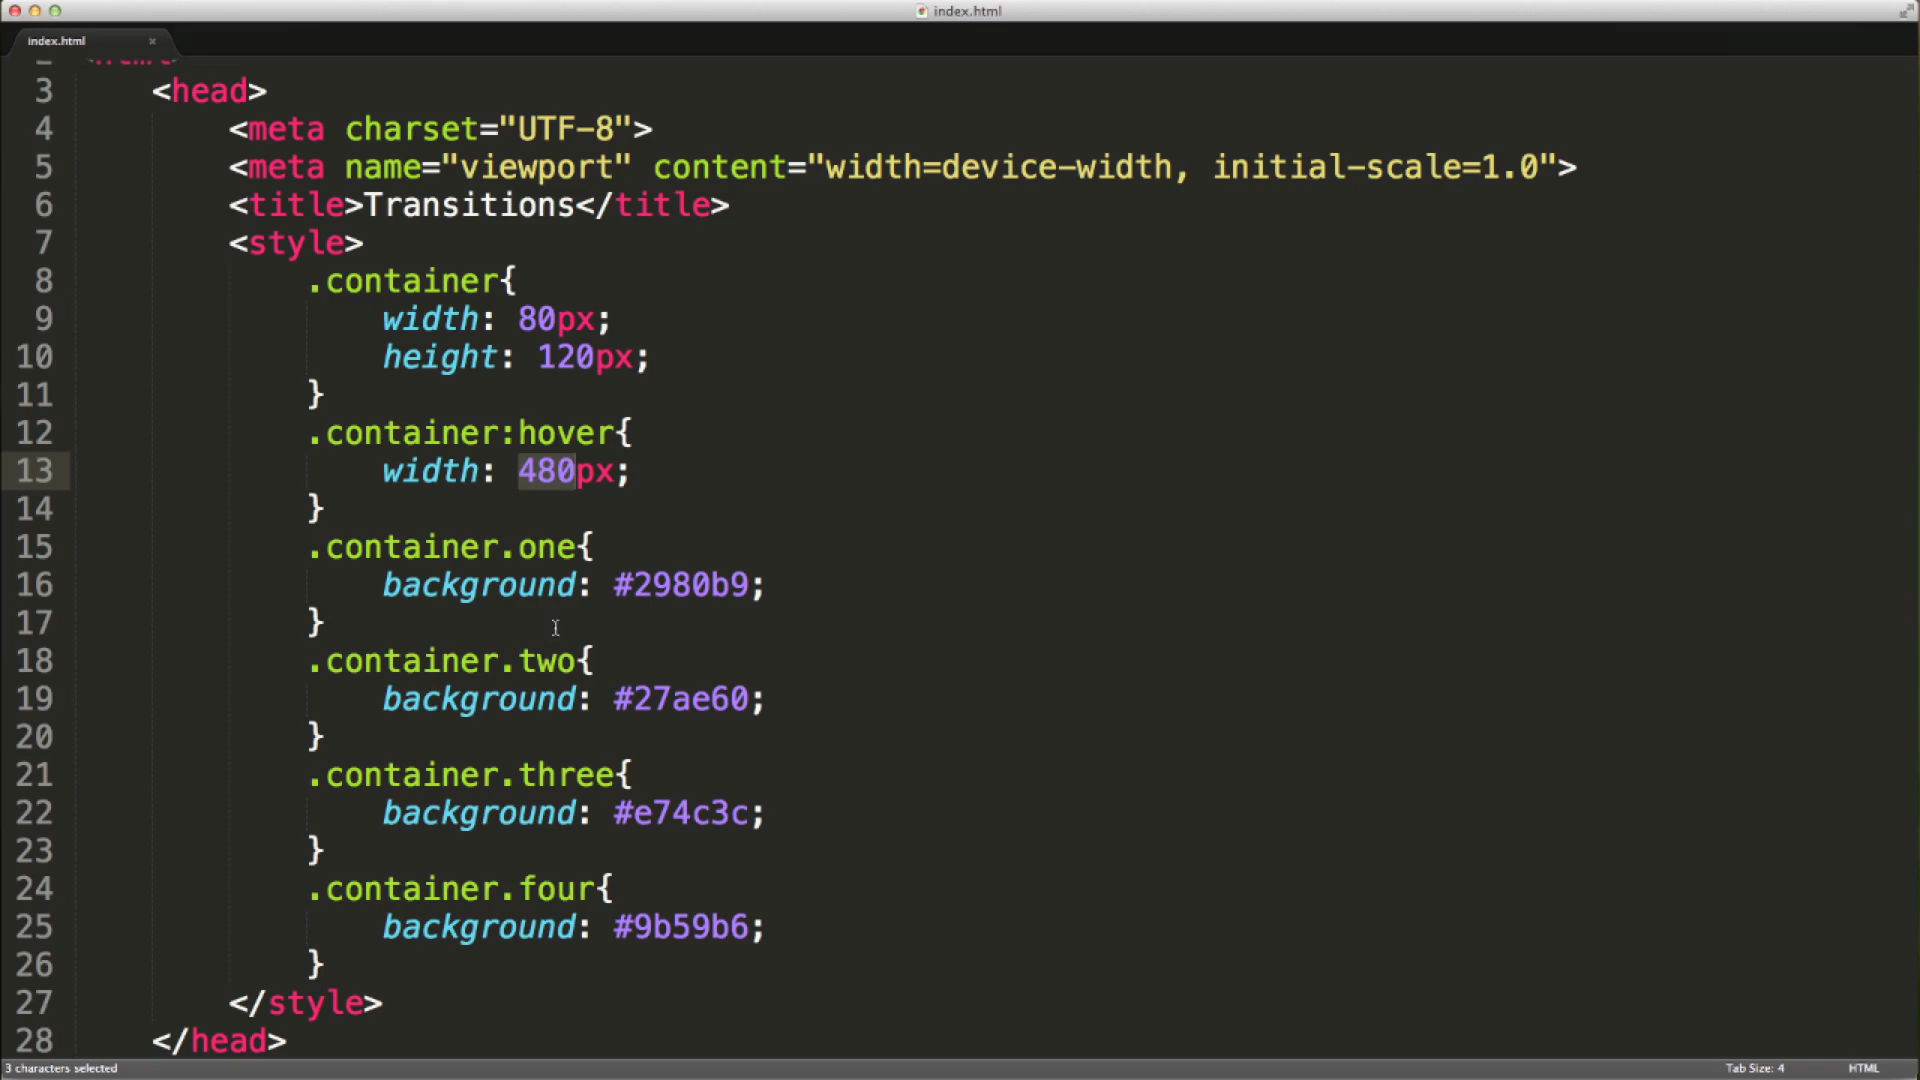 index.html
index.html ×
2 <html>
3 <head>
4 <meta charset="UTF-8">
5 <meta name="viewport" content="width=device-width, initial-scale=1.0">
6 <title>Transitions</title>
7 <style>
8 .container{
9 width: 80px;
10 height: 120px;
11 }
12 .container:hover{
13 width: 480px;
14 }
15 .container.one{
16 background: #2980b9;
17 }
18 .container.two{
19 background: #27ae60;
20 }
21 .container.three{
22 background: #e74c3c;
23 }
24 .container.four{
25 background: #9b59b6;
26 }
27 </style>
28 </head>
3 characters selected
Tab Size: 4
HTML